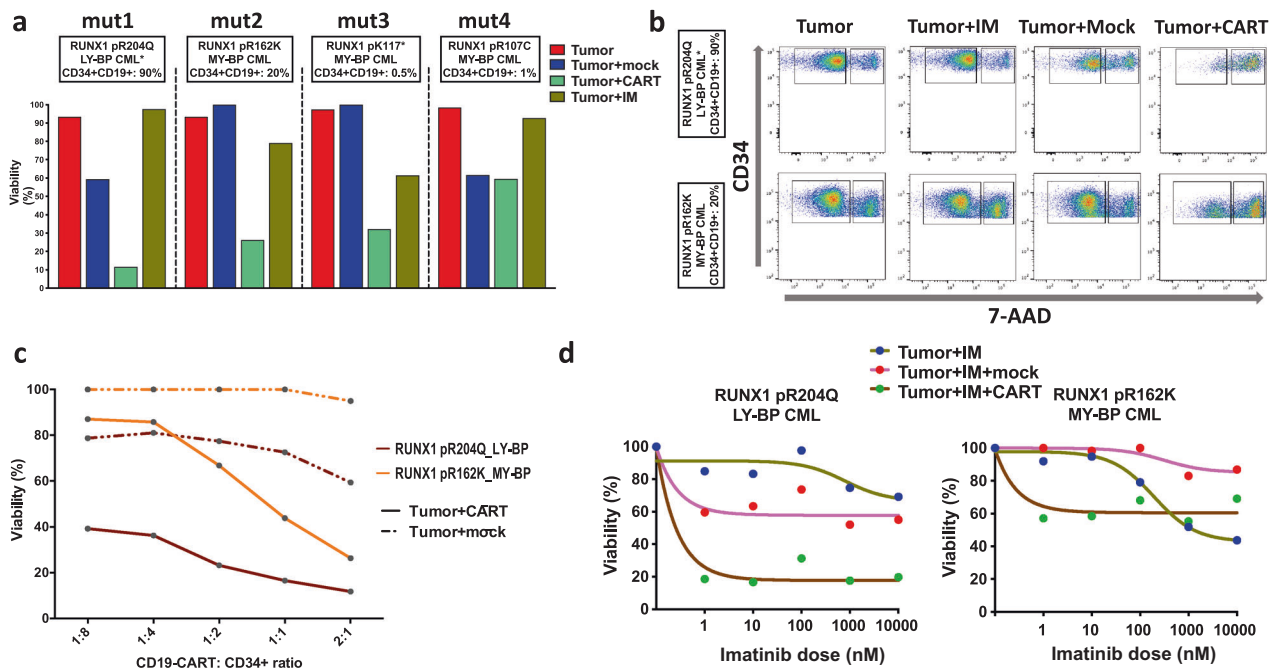 a
mut1 mut2 mut3 mut4
RUNX1 pR204Q
LY-BP CML*
CD34+CD19+: 90%
RUNX1 pR162K
MY-BP CML
CD34+CD19+: 20%
RUNX1 pK117*
MY-BP CML
CD34+CD19+: 0.5%
RUNX1 pR107C
MY-BP CML
CD34+CD19+: 1%
Tumor
Tumor+mock
Tumor+CART
Tumor+IM
Viability
(%)
100
90
80
70
60
50
40
30
20
10
0
b
Tumor Tumor+IM Tumor+Mock Tumor+CART
RUNX1 pR204Q
LY-BP CML*
CD34+CD19+: 90%
RUNX1 pR162K
MY-BP CML
CD34+CD19+: 20%
CD34
7-AAD
c
Viability (%)
100
80
60
40
20
0
1:8 1:4 1:2 1:1 2:1
CD19-CART: CD34+ ratio
RUNX1 pR204Q_LY-BP
RUNX1 pR162K_MY-BP
Tumor+CART
Tumor+mock
d
Tumor+IM
Tumor+IM+mock
Tumor+IM+CART
RUNX1 pR204Q
LY-BP CML
Viability (%)
100
80
60
40
20
0
1 10 100 1000 10000
Imatinib dose (nM)
RUNX1 pR162K
MY-BP CML
Viability (%)
100
80
60
40
20
0
1 10 100 1000 10000
Imatinib dose (nM)